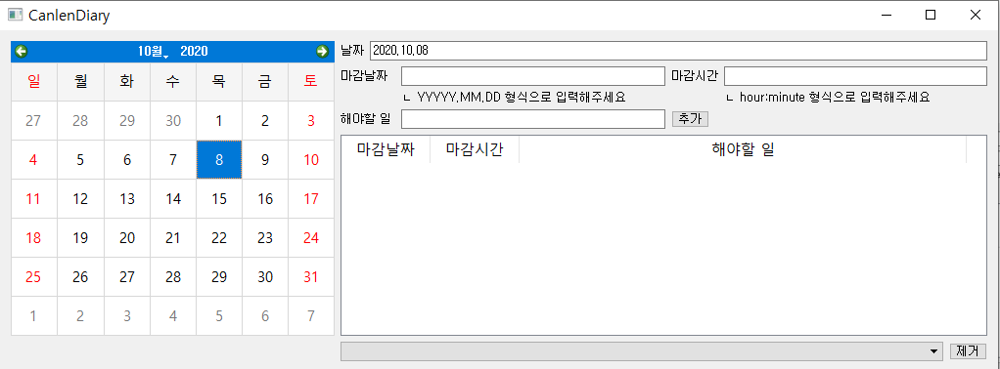 CanlenDiary
10월 2020
일 월 화 수 목 금 토
27 28 29 30 1 2 3
4 5 6 7 8 9 10
11 12 13 14 15 16 17
18 19 20 21 22 23 24
25 26 27 28 29 30 31
1 2 3 4 5 6 7
날짜 2020.10.08
마감날짜 마감시간
ㄴ YYYYY.MM.DD 형식으로 입력해주세요 ㄴ hour:minute 형식으로 입력해주세요
해야할 일 추가
마감날짜 마감시간 해야할 일
제거